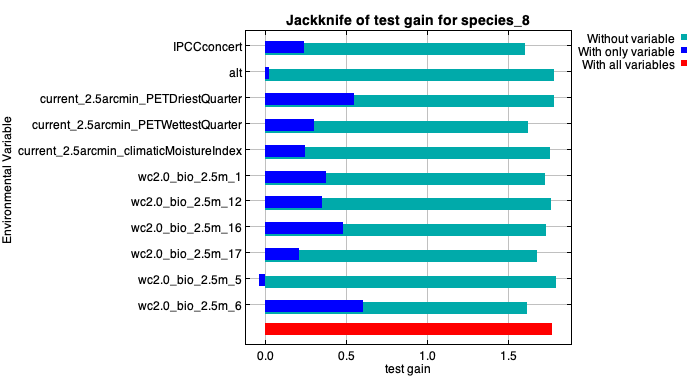 Jackknife of test gain for species_8
Without variable
With only variable
With all variables
Environmental Variable
IPCCconcert
alt
current_2.5arcmin_PETDriestQuarter
current_2.5arcmin_PETWettestQuarter
current_2.5arcmin_climaticMoistureIndex
wc2.0_bio_2.5m_1
wc2.0_bio_2.5m_12
wc2.0_bio_2.5m_16
wc2.0_bio_2.5m_17
wc2.0_bio_2.5m_5
wc2.0_bio_2.5m_6
0.0 0.5 1.0 1.5
test gain